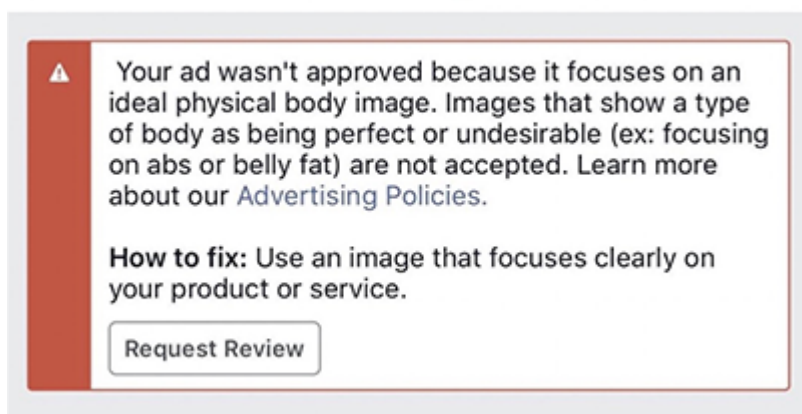 Your ad wasn't approved because it focuses on an
ideal physical body image. Images that show a type
of body as being perfect or undesirable (ex: focusing
on abs or belly fat) are not accepted. Learn more
about our Advertising Policies.
How to fix: Use an image that focuses clearly on
your product or service.
Request Review